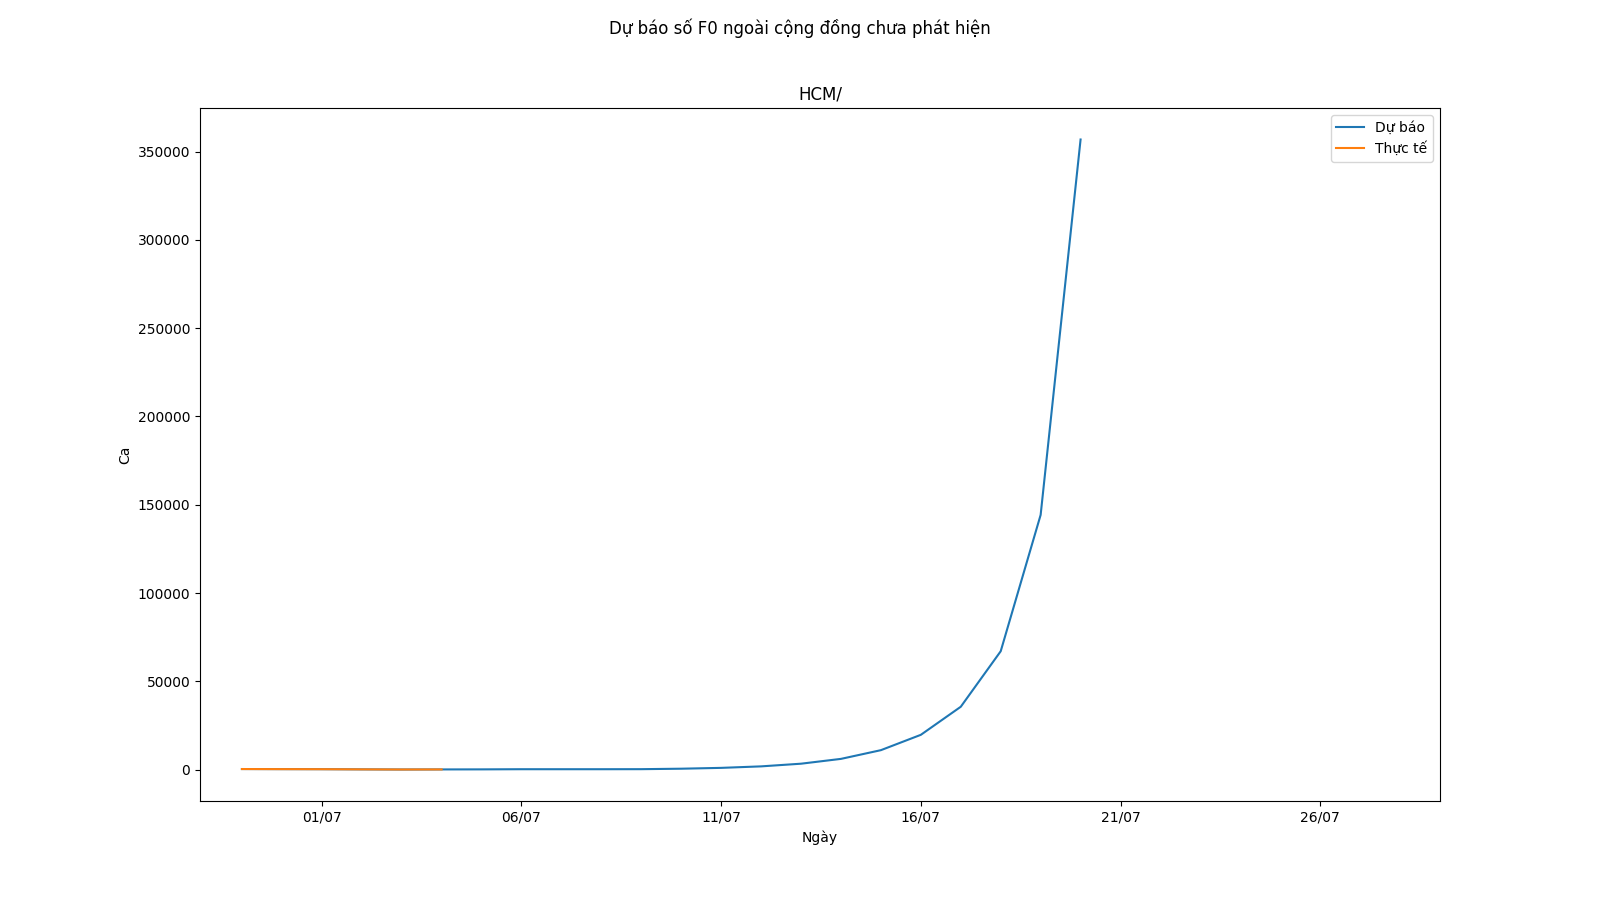 Dự báo số F0 ngoài cộng đồng chưa phát hiện
HCM/
Dự báo
Thực tế
350000
300000
250000
200000
150000
100000
50000
0
Ca
01/07
06/07
11/07
16/07
21/07
26/07
Ngày